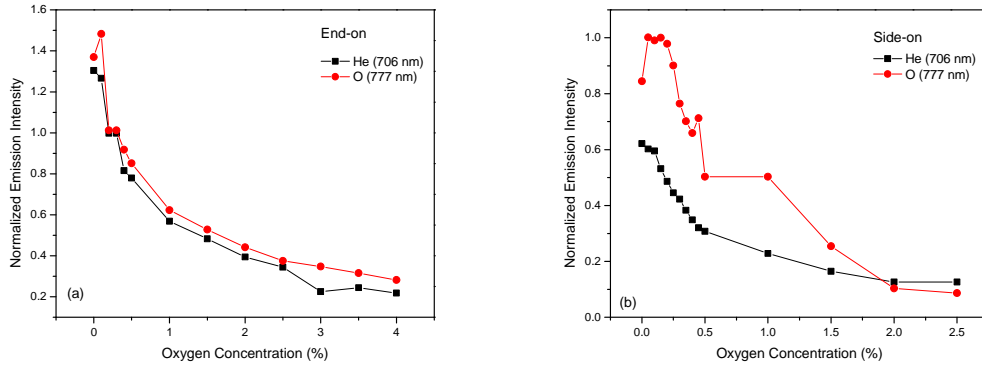 1.6
1.4
1.2
1.0
0.8
0.6
0.4
0.2
Normalized Emission Intensity
End-on
He (706 nm)
O (777 nm)
(a)
0 1 2 3 4
Oxygen Concentration (%)
1.0
0.8
0.6
0.4
0.2
0.0
Normalized Emission Intensity
Side-on
He (706 nm)
O (777 nm)
(b)
0.0 0.5 1.0 1.5 2.0 2.5
Oxygen Concentration (%)